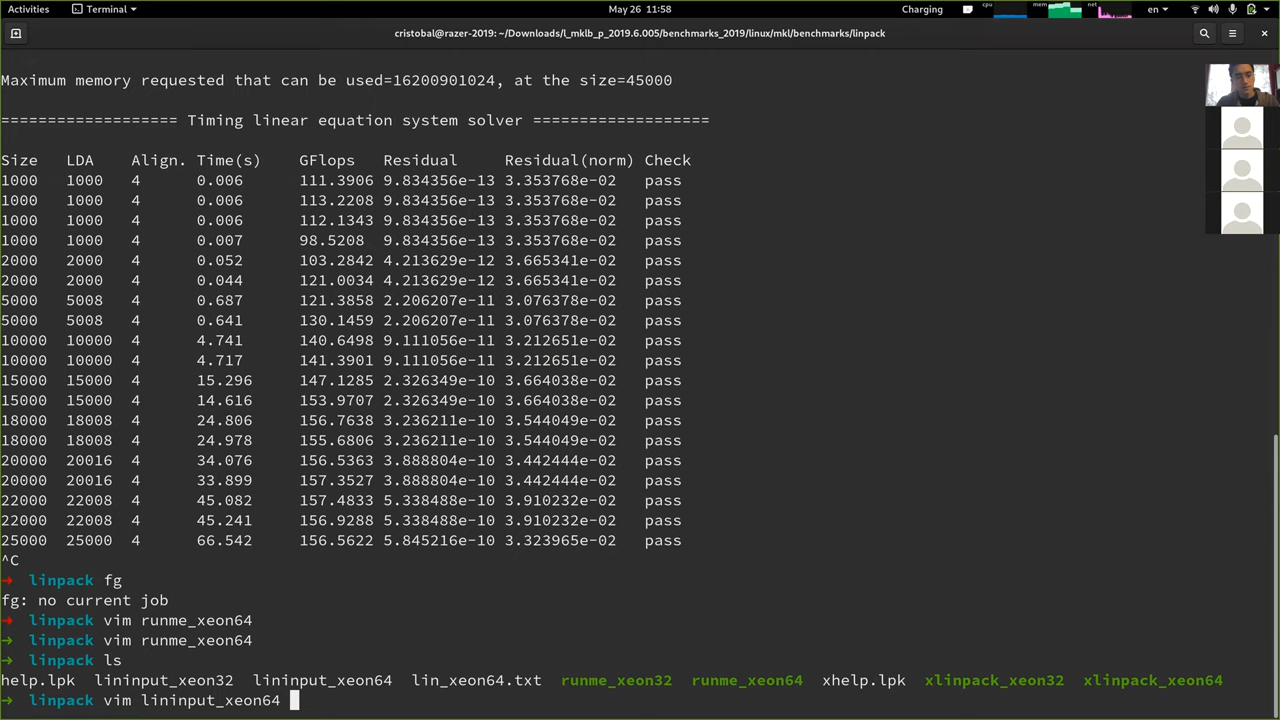 Activities Terminal May 26 11:58 Charging cpu mem net en
cristobal@razer-2019: ~/Downloads/l_mklb_p_2019.6.005/benchmarks_2019/linux/mkl/benchmarks/linpack
Maximum memory requested that can be used=16200901024, at the size=45000
=================== Timing linear equation system solver ===================
Size LDA Align. Time(s) GFlops Residual Residual(norm) Check
1000 1000 4 0.006 111.3906 9.834356e-13 3.353768e-02 pass
1000 1000 4 0.006 113.2208 9.834356e-13 3.353768e-02 pass
1000 1000 4 0.006 112.1343 9.834356e-13 3.353768e-02 pass
1000 1000 4 0.007 98.5208 9.834356e-13 3.353768e-02 pass
2000 2000 4 0.052 103.2842 4.213629e-12 3.665341e-02 pass
2000 2000 4 0.044 121.0034 4.213629e-12 3.665341e-02 pass
5000 5008 4 0.687 121.3858 2.206207e-11 3.076378e-02 pass
5000 5008 4 0.641 130.1459 2.206207e-11 3.076378e-02 pass
10000 10000 4 4.741 140.6498 9.111056e-11 3.212651e-02 pass
10000 10000 4 4.717 141.3901 9.111056e-11 3.212651e-02 pass
15000 15000 4 15.296 147.1285 2.326349e-10 3.664038e-02 pass
15000 15000 4 14.616 153.9707 2.326349e-10 3.664038e-02 pass
18000 18008 4 24.806 156.7638 3.236211e-10 3.544049e-02 pass
18000 18008 4 24.978 155.6806 3.236211e-10 3.544049e-02 pass
20000 20016 4 34.076 156.5363 3.888804e-10 3.442444e-02 pass
20000 20016 4 33.899 157.3527 3.888804e-10 3.442444e-02 pass
22000 22008 4 45.082 157.4833 5.338488e-10 3.910232e-02 pass
22000 22008 4 45.241 156.9288 5.338488e-10 3.910232e-02 pass
25000 25000 4 66.542 156.5622 5.845216e-10 3.323965e-02 pass
^C
→ linpack fg
fg: no current job
→ linpack vim runme_xeon64
→ linpack vim runme_xeon64
→ linpack ls
help.lpk lininput_xeon32 lininput_xeon64 lin_xeon64.txt runme_xeon32 runme_xeon64 xhelp.lpk xlinpack_xeon32 xlinpack_xeon64
→ linpack vim lininput_xeon64